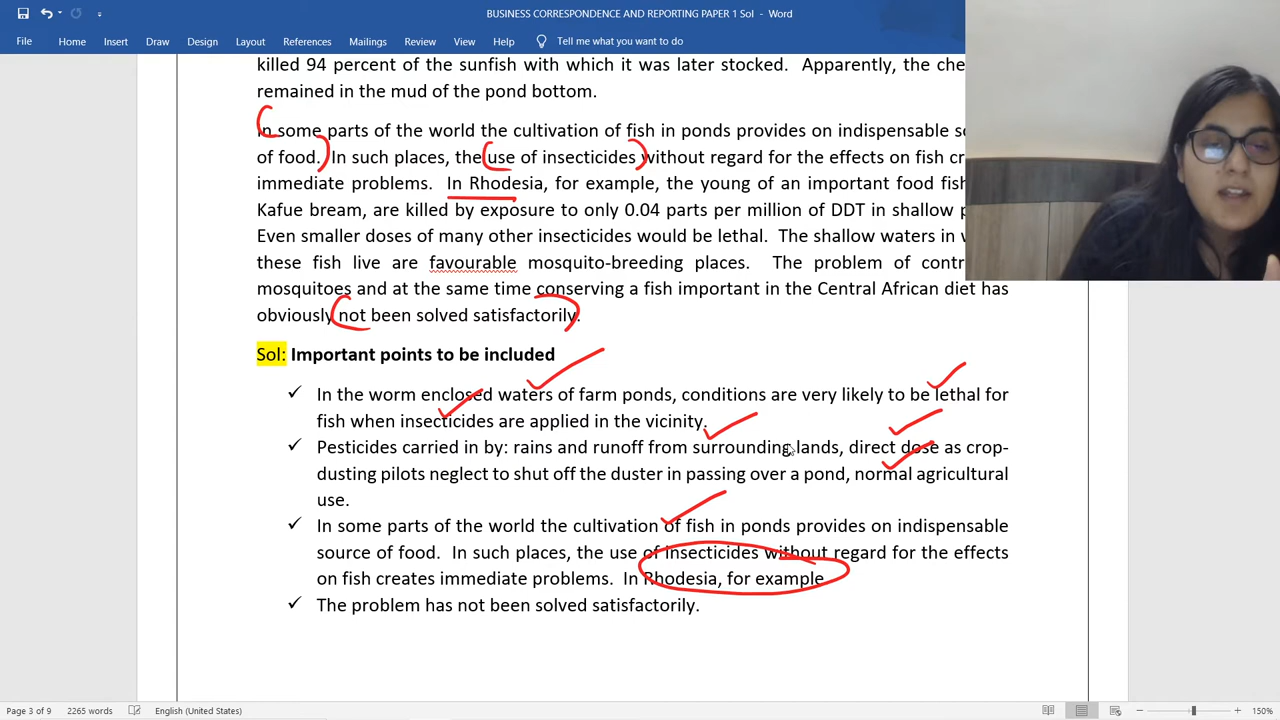 BUSINESS CORRESPONDENCE AND REPORTING PAPER 1 Sol - Word
File Home Insert Draw Design Layout References Mailings Review View Help Tell me what you want to do
killed 94 percent of the sunfish with which it was later stocked. Apparently, the che
remained in the mud of the pond bottom.
In some parts of the world the cultivation of fish in ponds provides on indispensable so
of food. In such places, the use of insecticides without regard for the effects on fish cr
immediate problems. In Rhodesia, for example, the young of an important food fish
Kafue bream, are killed by exposure to only 0.04 parts per million of DDT in shallow p
Even smaller doses of many other insecticides would be lethal. The shallow waters in w
these fish live are favourable mosquito-breeding places. The problem of contr
mosquitoes and at the same time conserving a fish important in the Central African diet has
obviously not been solved satisfactorily.
Sol: Important points to be included
✓ In the worm enclosed waters of farm ponds, conditions are very likely to be lethal for
fish when insecticides are applied in the vicinity.
✓ Pesticides carried in by: rains and runoff from surrounding lands, direct dose as crop-
dusting pilots neglect to shut off the duster in passing over a pond, normal agricultural
use.
✓ In some parts of the world the cultivation of fish in ponds provides on indispensable
source of food. In such places, the use of insecticides without regard for the effects
on fish creates immediate problems. In Rhodesia, for example
✓ The problem has not been solved satisfactorily.
Page 3 of 9 2265 words English (United States) 150%